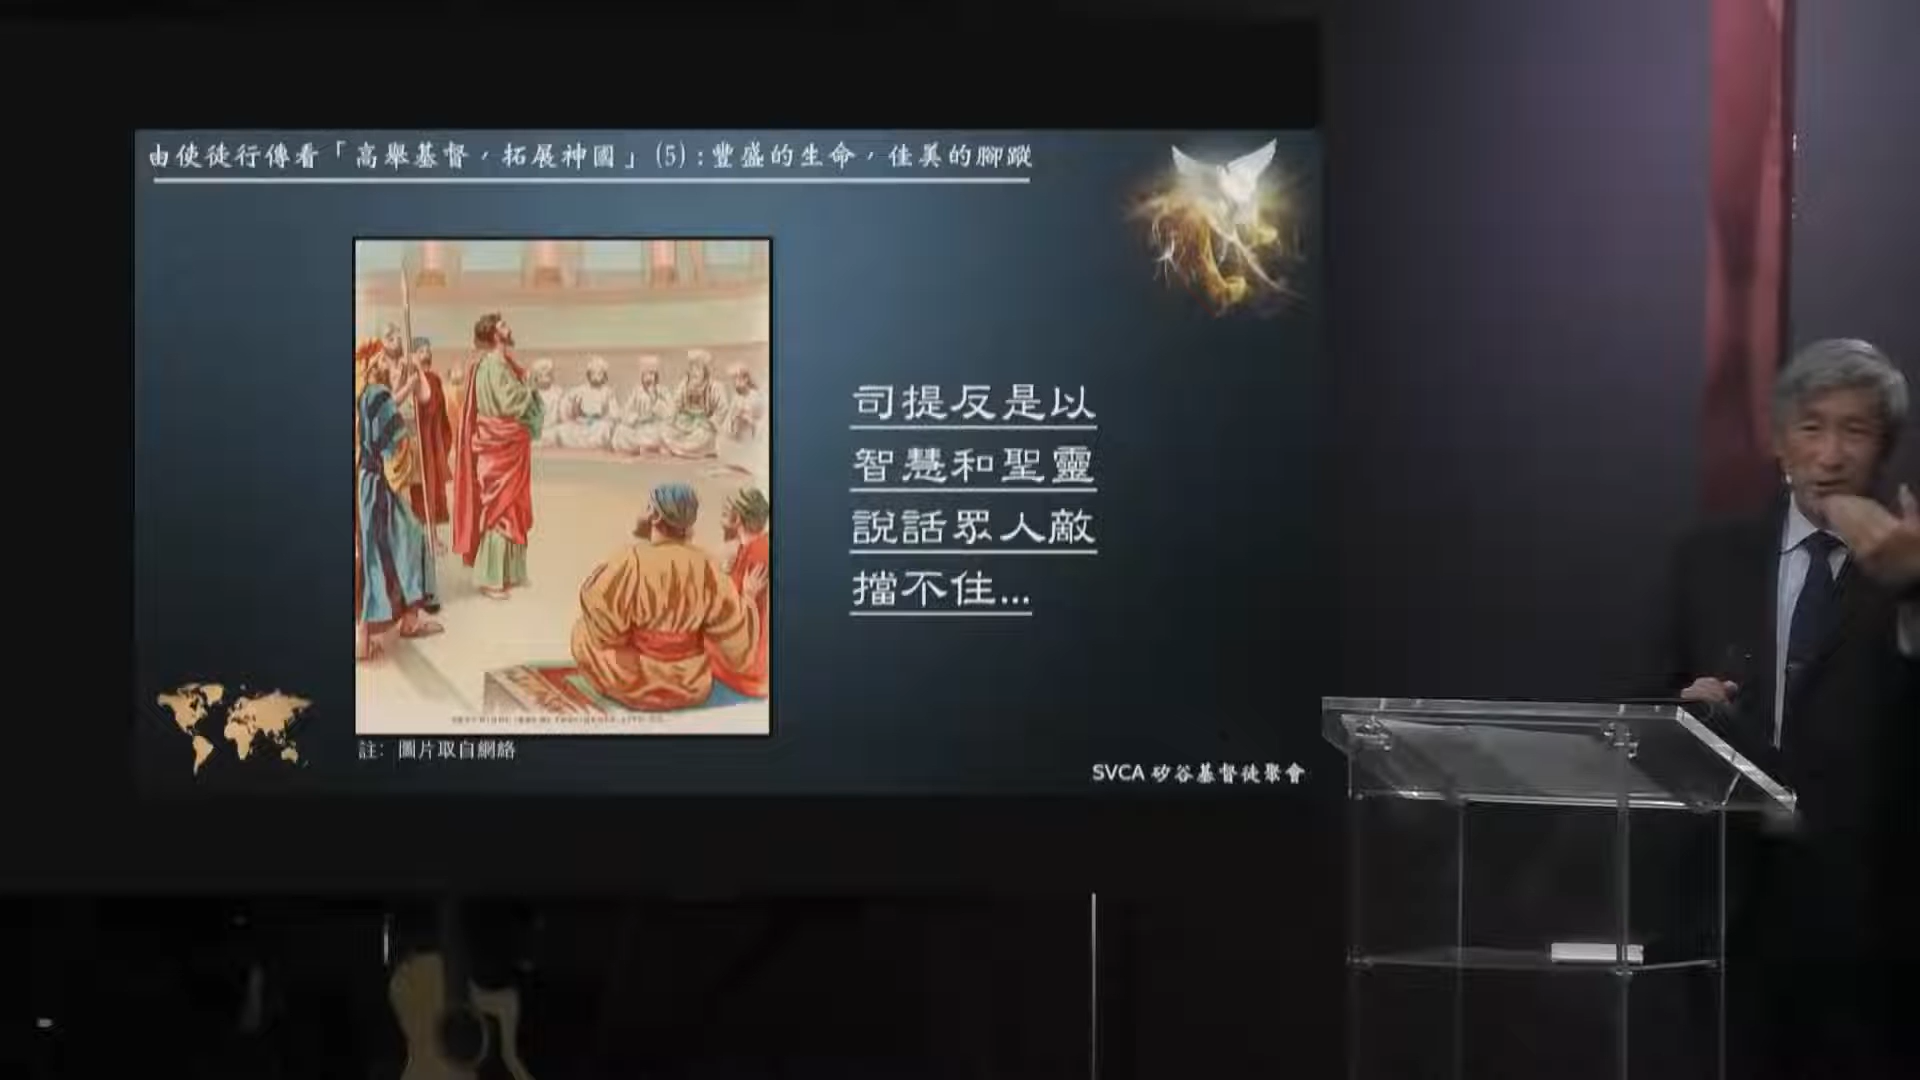 由使徒行傳看「高舉基督，拓展神國」(5):豐盛的生命，佳美的腳蹤
司提反是以
智慧和聖靈
說話眾人敵
擋不住...
註: 圖片取自網絡
SVCA 矽谷基督徒聚會